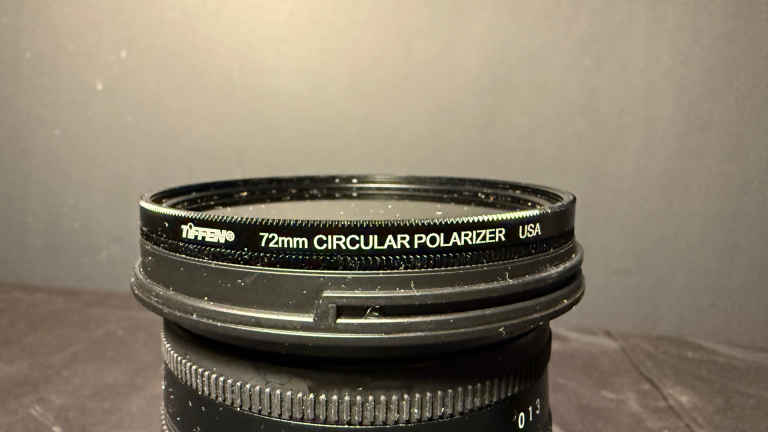 TIFFEN® 72mm CIRCULAR POLARIZER USA
013